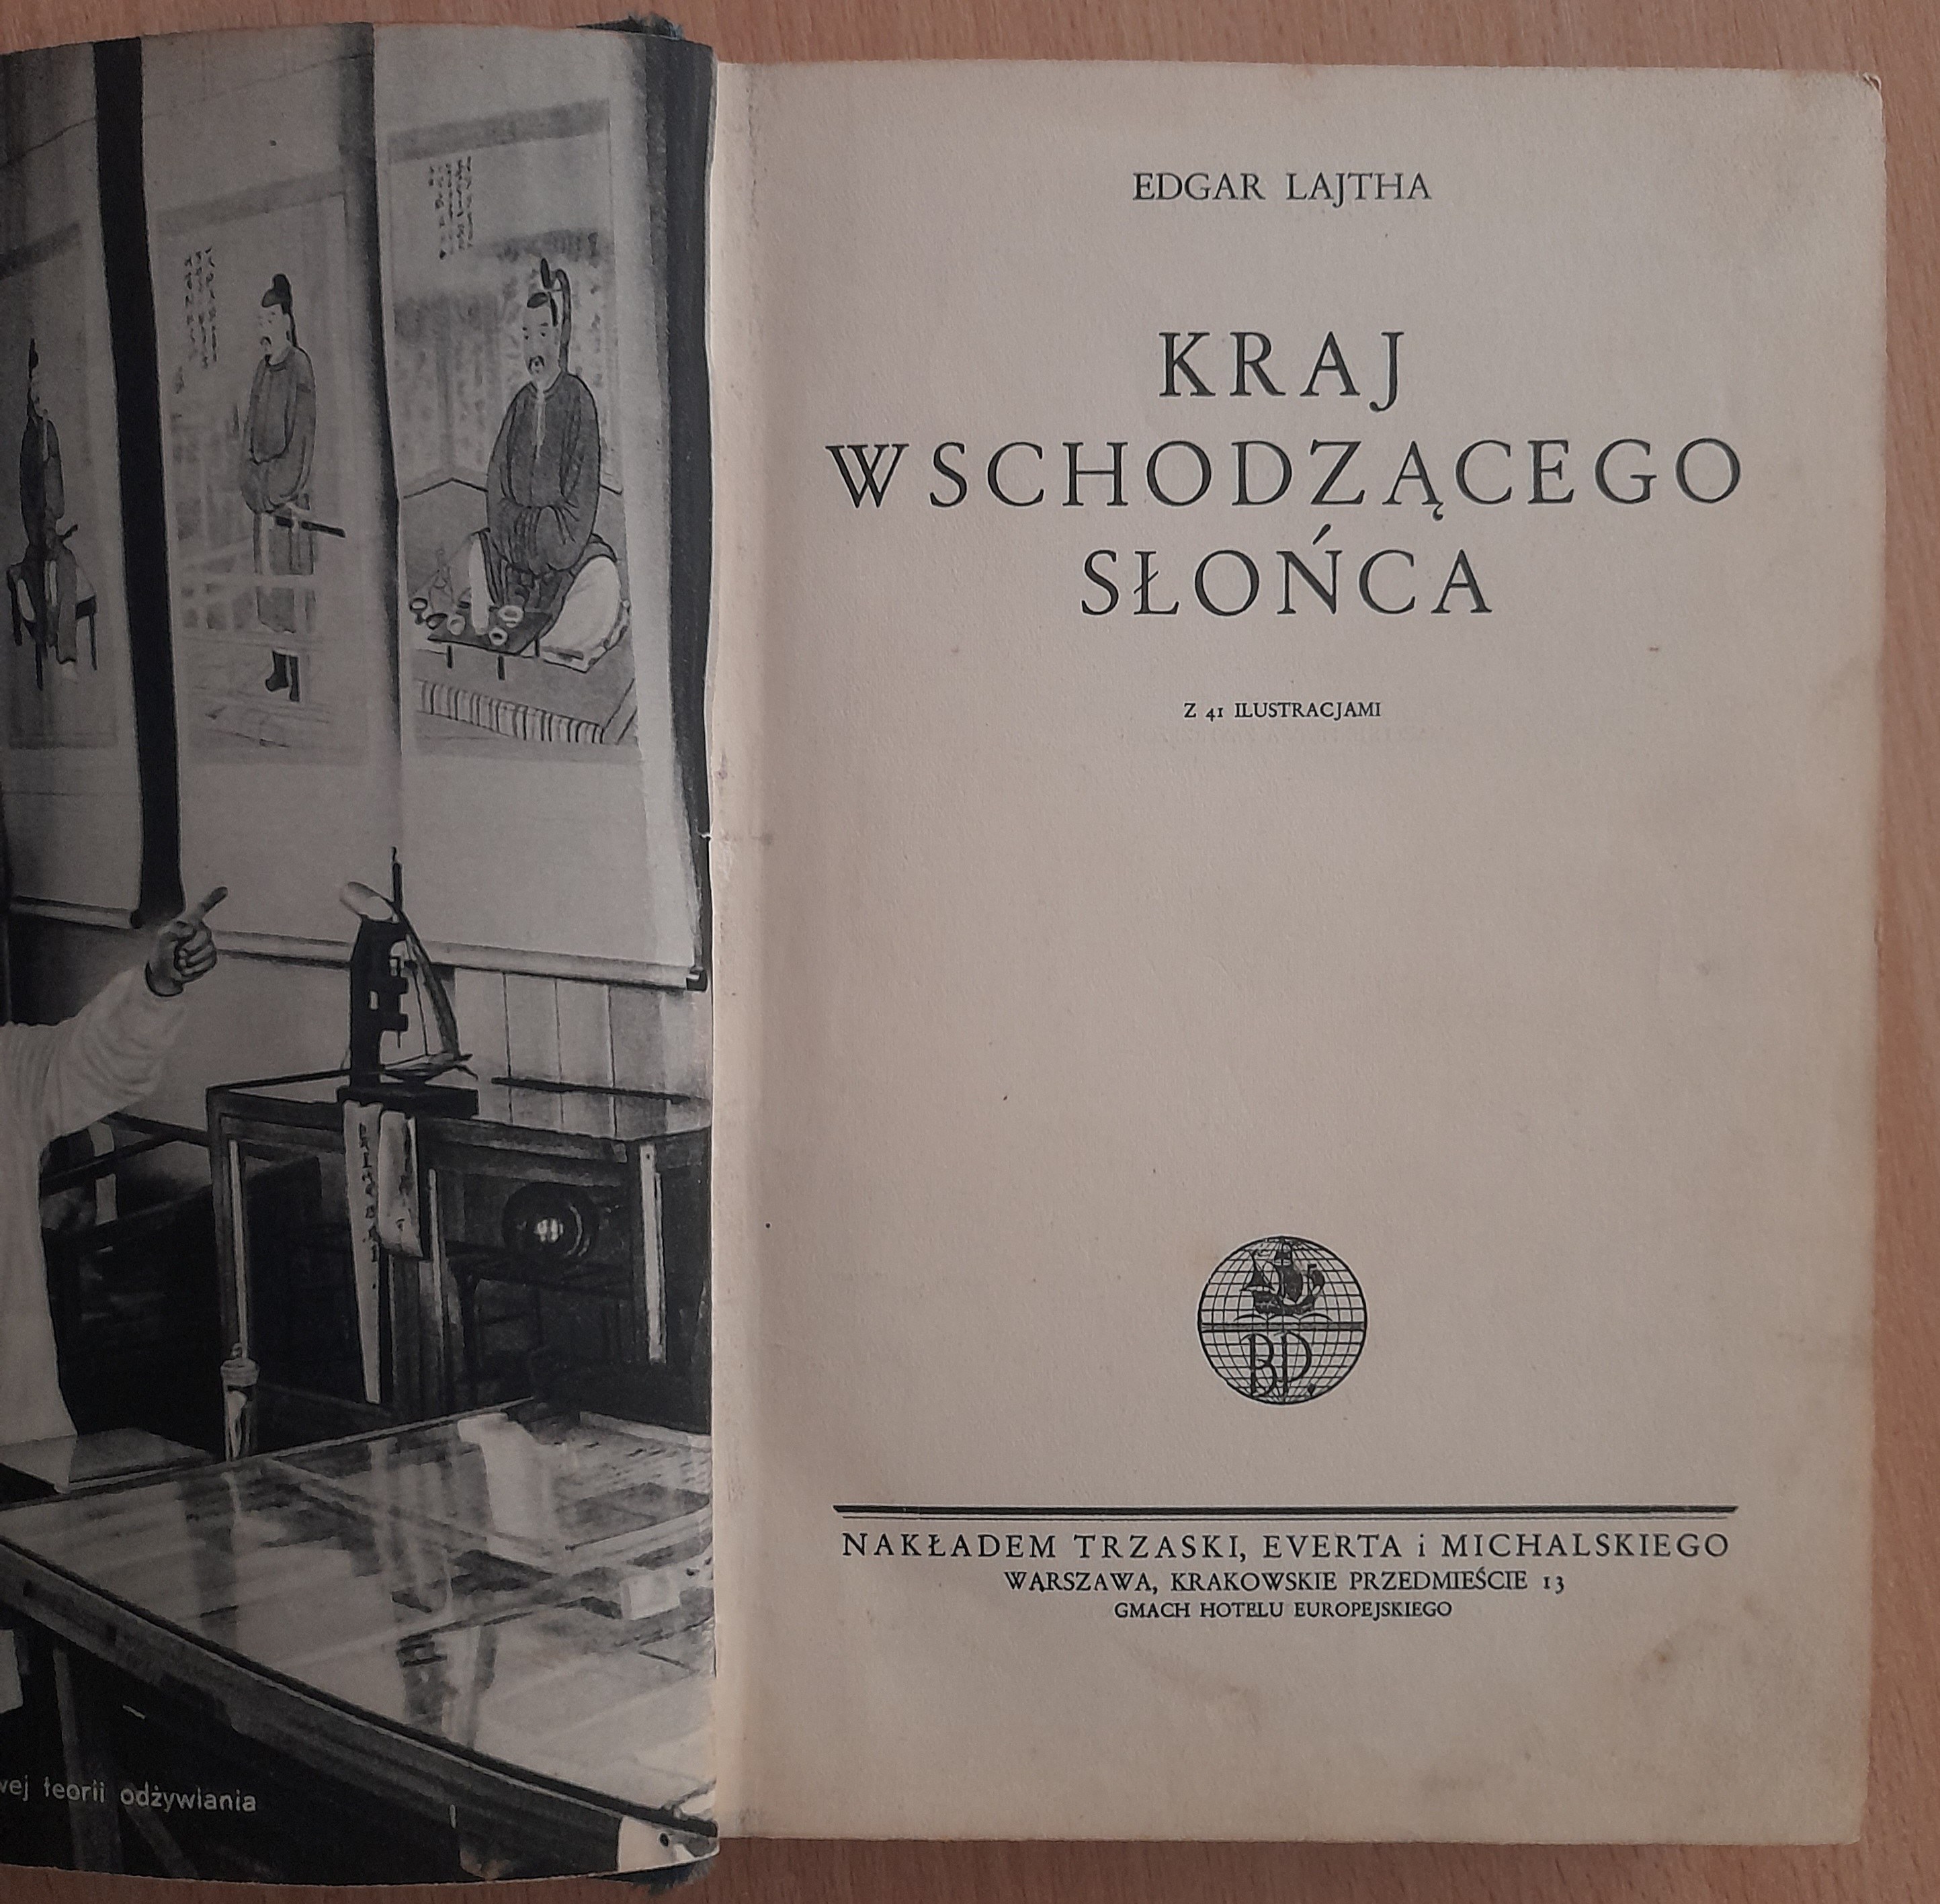 teorii odżywiania
EDGAR LAJTHA
KRAJ
WSCHODZĄCEGO
SŁOŃCA
Z 41 ILUSTRACJAMI
BP.
NAKŁADEM TRZASKI, EVERTA i MICHALSKIEGO
WARSZAWA, KRAKOWSKIE PRZEDMIEŚCIE 13
GMACH HOTELU EUROPEJSKIEGO